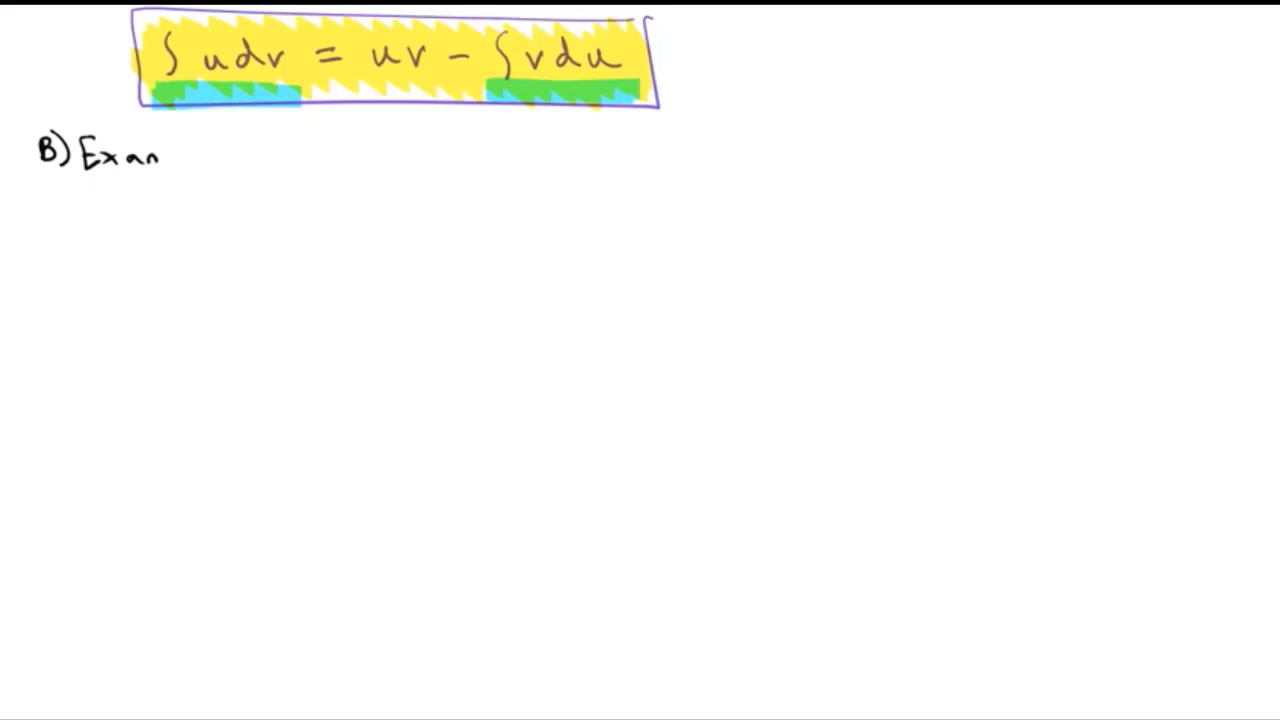 ∫ u dv = uv - ∫ v du
B) Exan